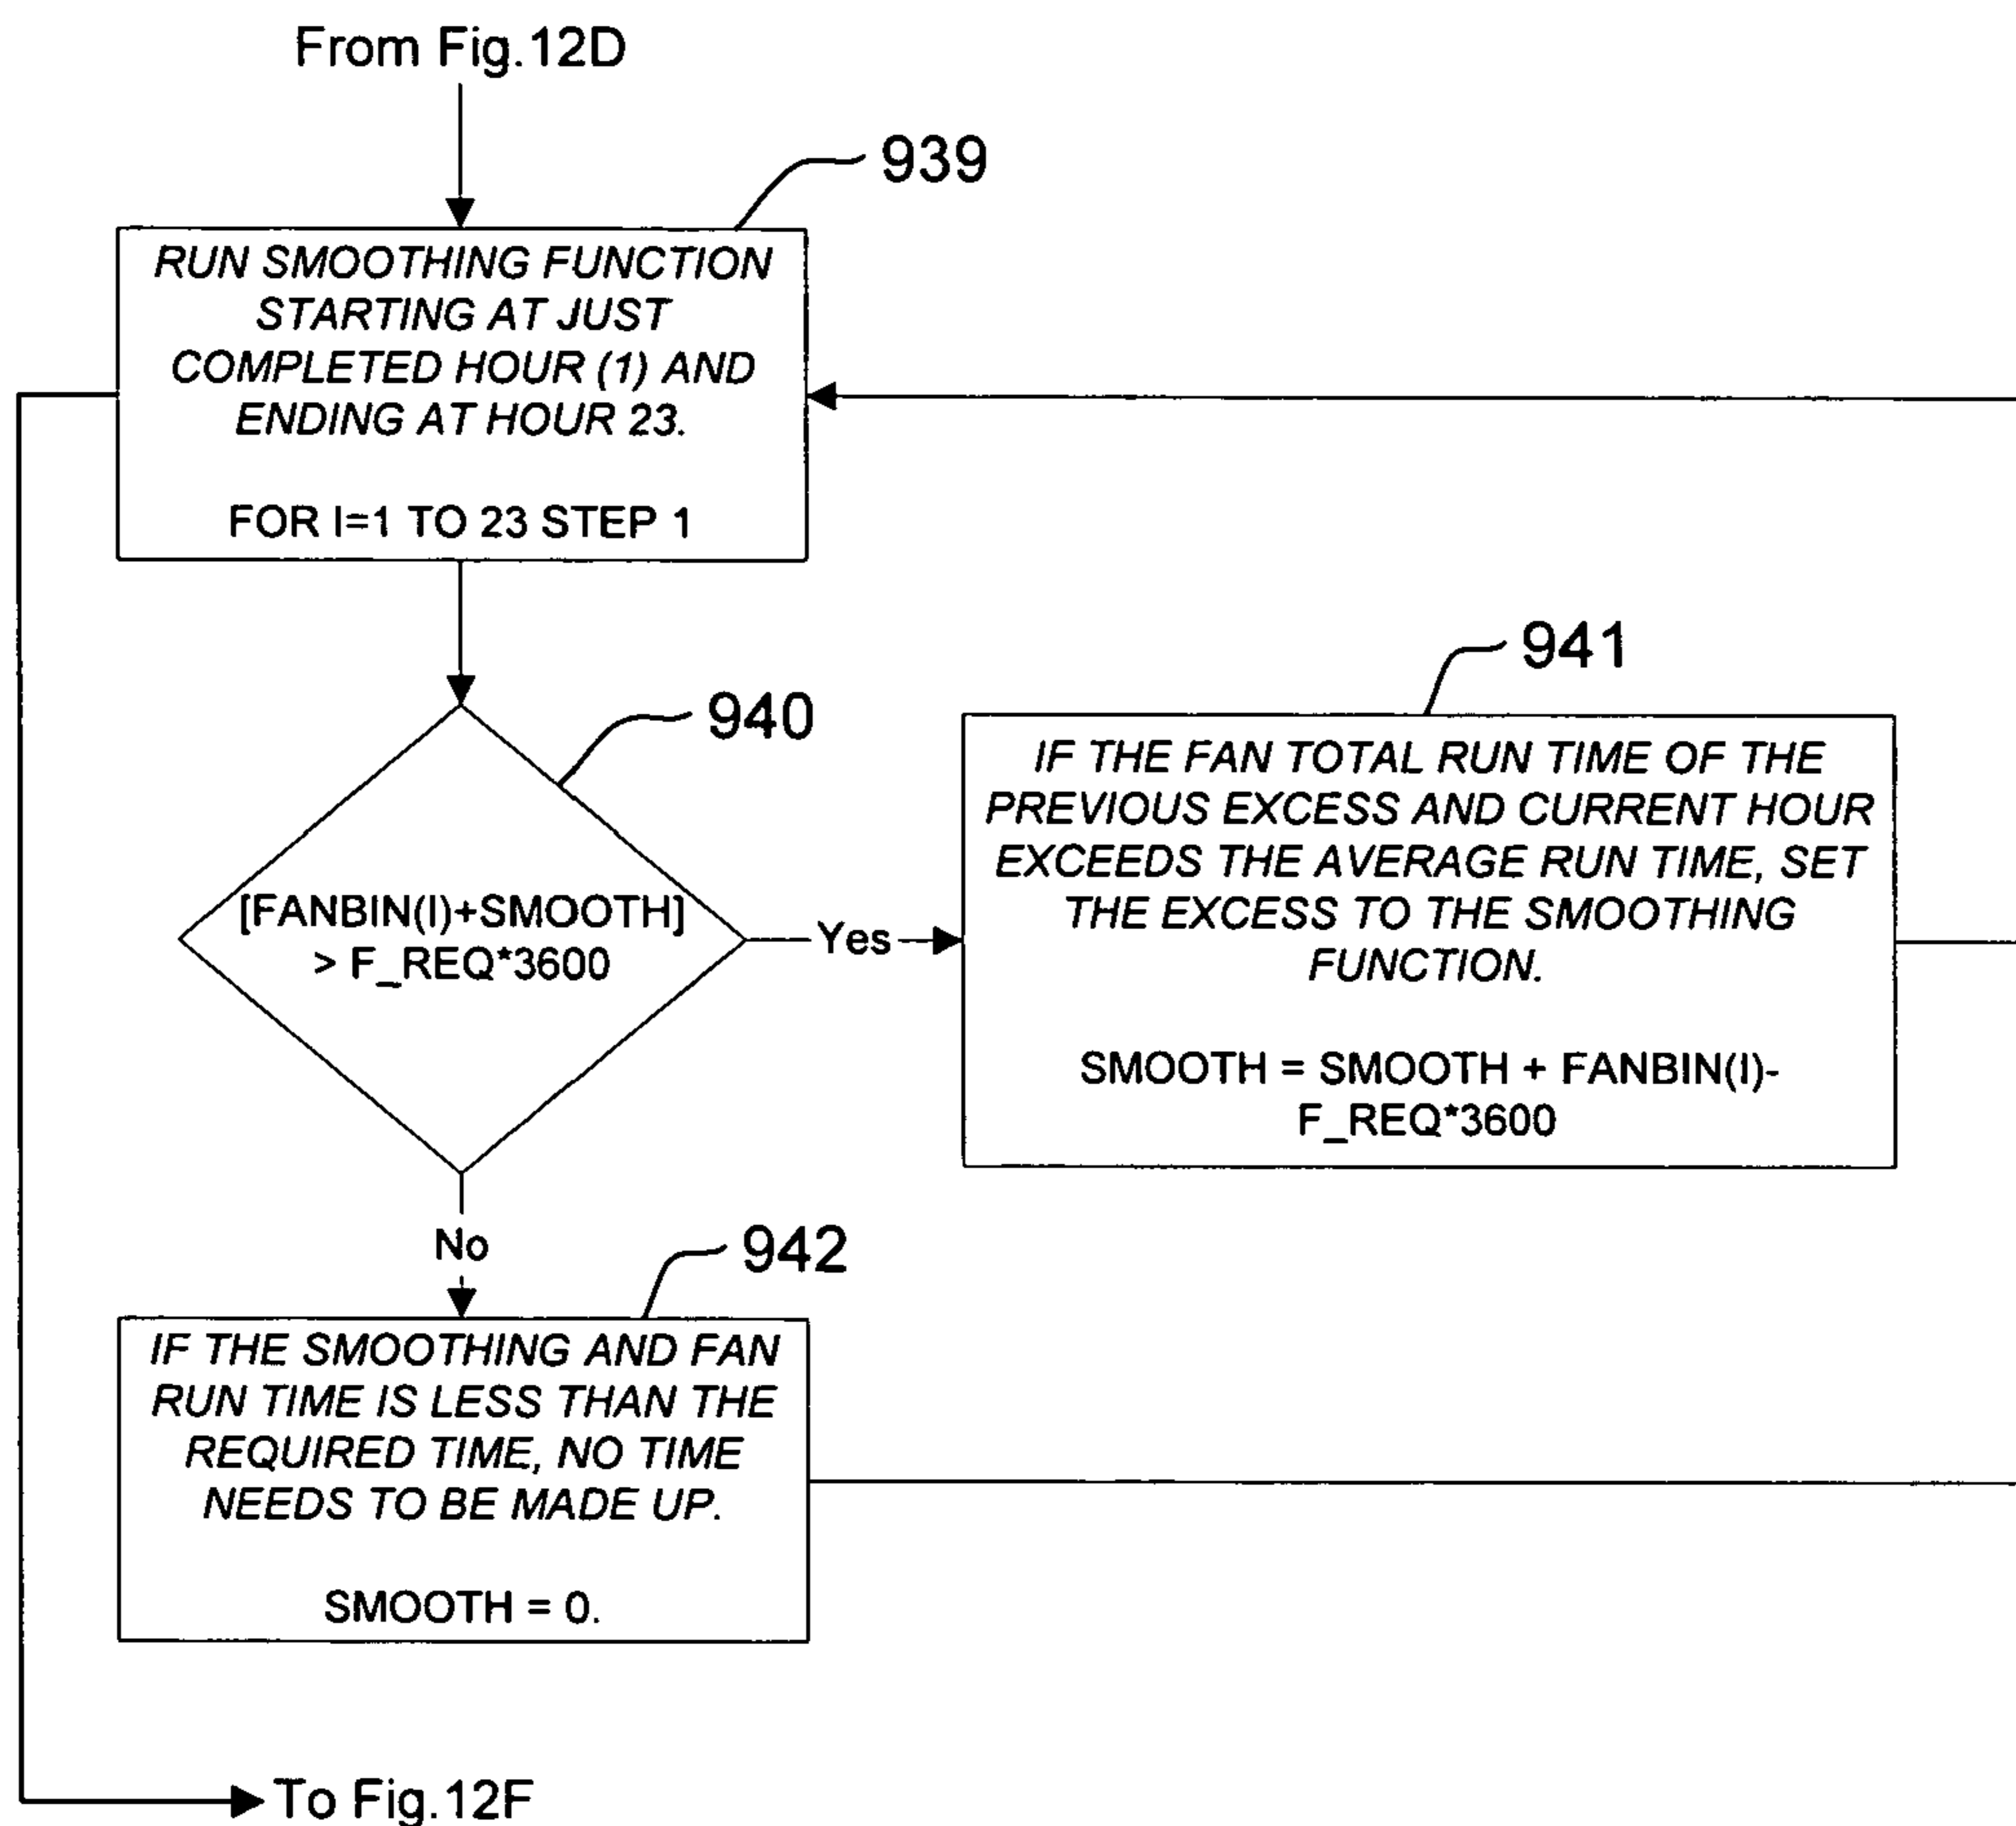 From Fig.12D
939
RUN SMOOTHING FUNCTION
STARTING AT JUST
COMPLETED HOUR (1) AND
ENDING AT HOUR 23.
FOR I=1 TO 23 STEP 1
940
[FANBIN(I)+SMOOTH]
> F_REQ*3600
Yes
941
IF THE FAN TOTAL RUN TIME OF THE
PREVIOUS EXCESS AND CURRENT HOUR
EXCEEDS THE AVERAGE RUN TIME, SET
THE EXCESS TO THE SMOOTHING
FUNCTION.
SMOOTH = SMOOTH + FANBIN(I)-
F_REQ*3600
No
942
IF THE SMOOTHING AND FAN
RUN TIME IS LESS THAN THE
REQUIRED TIME, NO TIME
NEEDS TO BE MADE UP.
SMOOTH = 0.
To Fig.12F